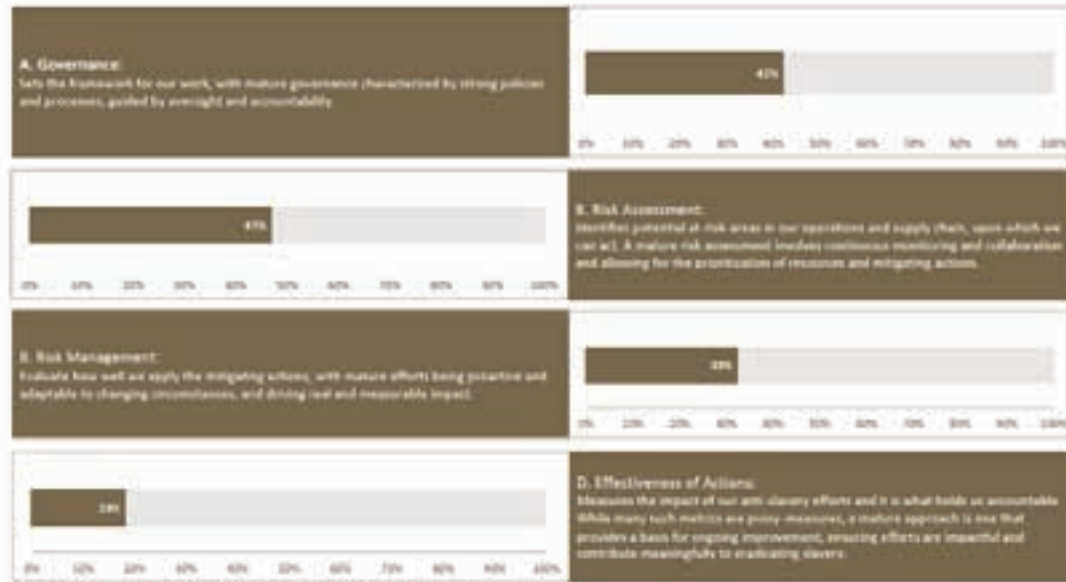 A. Governance:
Sets the framework for our work, with mature governance characterized by strong policies
and processes, guided by oversight and accountability.
42%
0% 10% 20% 30% 40% 50% 60% 70% 80% 90% 100%
47%
0% 10% 20% 30% 40% 50% 60% 70% 80% 90% 100%
B. Risk Assessment:
Identifies potential at-risk areas in our operations and supply chain, upon which we
can act. A mature risk assessment involves continuous monitoring and collaboration
and allowing for the prioritization of resources and mitigating actions.
Risk Management:
Evaluate how well we apply the mitigating actions, with mature efforts being proactive and
adaptable to changing circumstances, and driving real and measurable impact.
0% 10% 20% 30% 40% 50% 60% 70% 80% 90% 100%
0% 10% 20% 30% 40% 50% 60% 70% 80% 90% 100%
D. Effectiveness of Actions:
Measures the impact of our anti-slavery efforts and it is what holds us accountable.
While many such metrics are proxy-measures, a mature approach is one that
provides a basis for ongoing improvement, ensuring efforts are impactful and
contribute meaningfully to eradicating slavery.